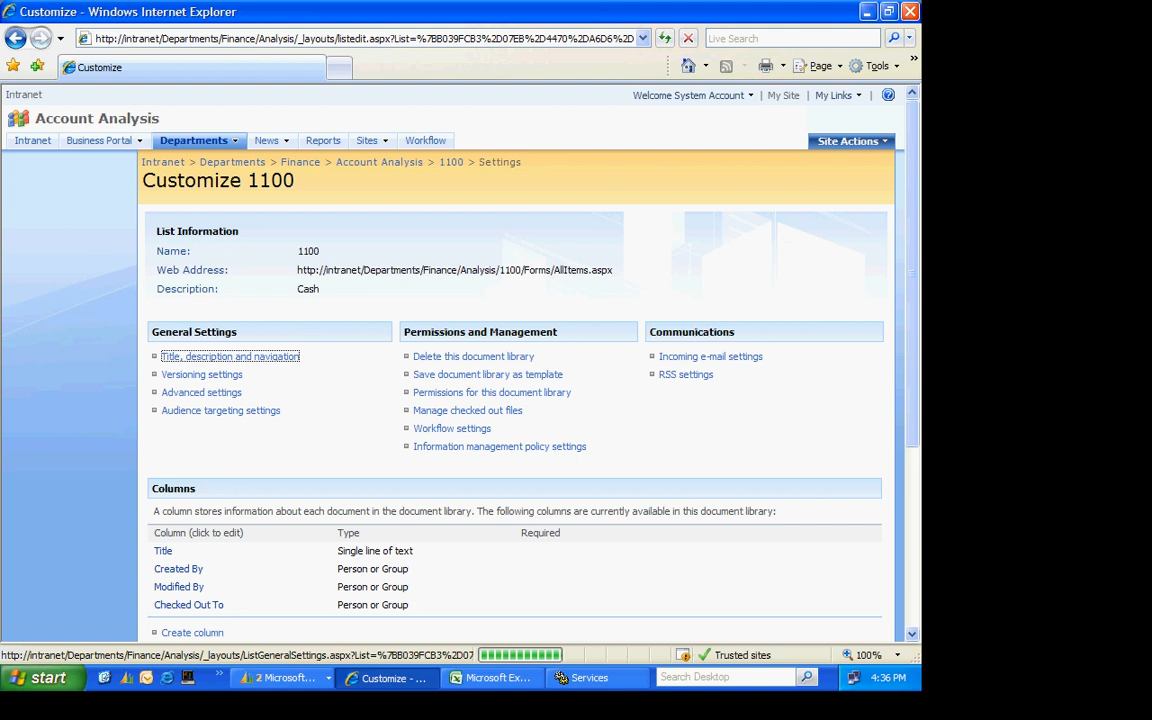 Customize - Windows Internet Explorer
http://intranet/Departments/Finance/Analysis/_layouts/listedit.aspx?List=%7BB039FCB3%2D07EB%2D4470%2DA6D6%2D
Live Search
Customize
Page
Tools
»
Intranet
Welcome System Account | My Site | My Links |
Account Analysis
Intranet Business Portal Departments News Reports Sites Workflow
Site Actions
Intranet > Departments > Finance > Account Analysis > 1100 > Settings
Customize 1100
List Information
Name: 1100
Web Address: http://intranet/Departments/Finance/Analysis/1100/Forms/AllItems.aspx
Description: Cash
General Settings
Title, description and navigation
Versioning settings
Advanced settings
Audience targeting settings
Permissions and Management
Delete this document library
Save document library as template
Permissions for this document library
Manage checked out files
Workflow settings
Information management policy settings
Communications
Incoming e-mail settings
RSS settings
Columns
A column stores information about each document in the document library. The following columns are currently available in this document library:
Column (click to edit) Type Required
Title Single line of text
Created By Person or Group
Modified By Person or Group
Checked Out To Person or Group
Create column
http://intranet/Departments/Finance/Analysis/_layouts/ListGeneralSettings.aspx?List=%7BB039FCB3%2D07
Trusted sites
100%
start
»
2 Microsoft...
Customize - ...
Microsoft Ex...
Services
Search Desktop
4:36 PM